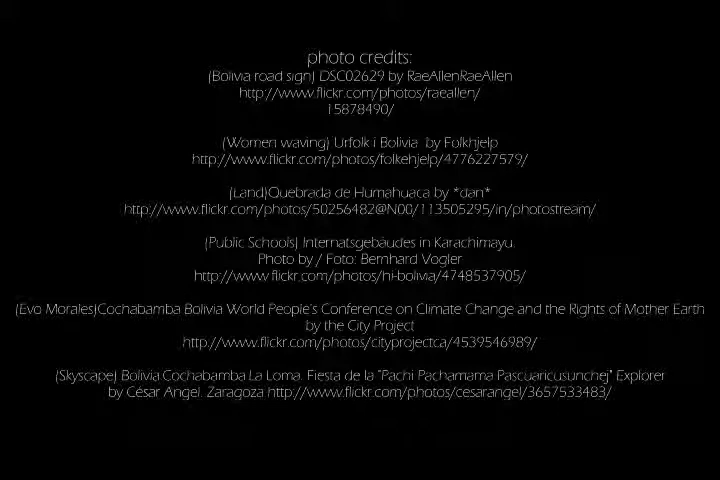 photo credits:
(Bolivia road sign) DSC02629 by RaeAllenRaeAllen
http://www.flickr.com/photos/raeallen/
15878490/
(Women waving) Urfolk i Bolivia by Folkhjelp
http://www.flickr.com/photos/folkehjelp/4776227579/
(Land)Quebrada de Humahuaca by *dan*
http://www.flickr.com/photos/50256482@N00/113505295/in/photostream/
(Public Schools) Internatsgebäudes in Karachimayu.
Photo by / Foto: Bernhard Vogler
http://www.flickr.com/photos/hi-bolivia/4748537905/
(Evo Morales)Cochabamba Bolivia World People's Conference on Climate Change and the Rights of Mother Earth
by the City Project
http://www.flickr.com/photos/cityprojectca/4539546989/
(Skyscape) Bolivia.Cochabamba.La Loma. Fiesta de la "Pachi Pachamama Pascuaricusunchej" Explorer
by César Angel. Zaragoza http://www.flickr.com/photos/cesarangel/3657533483/